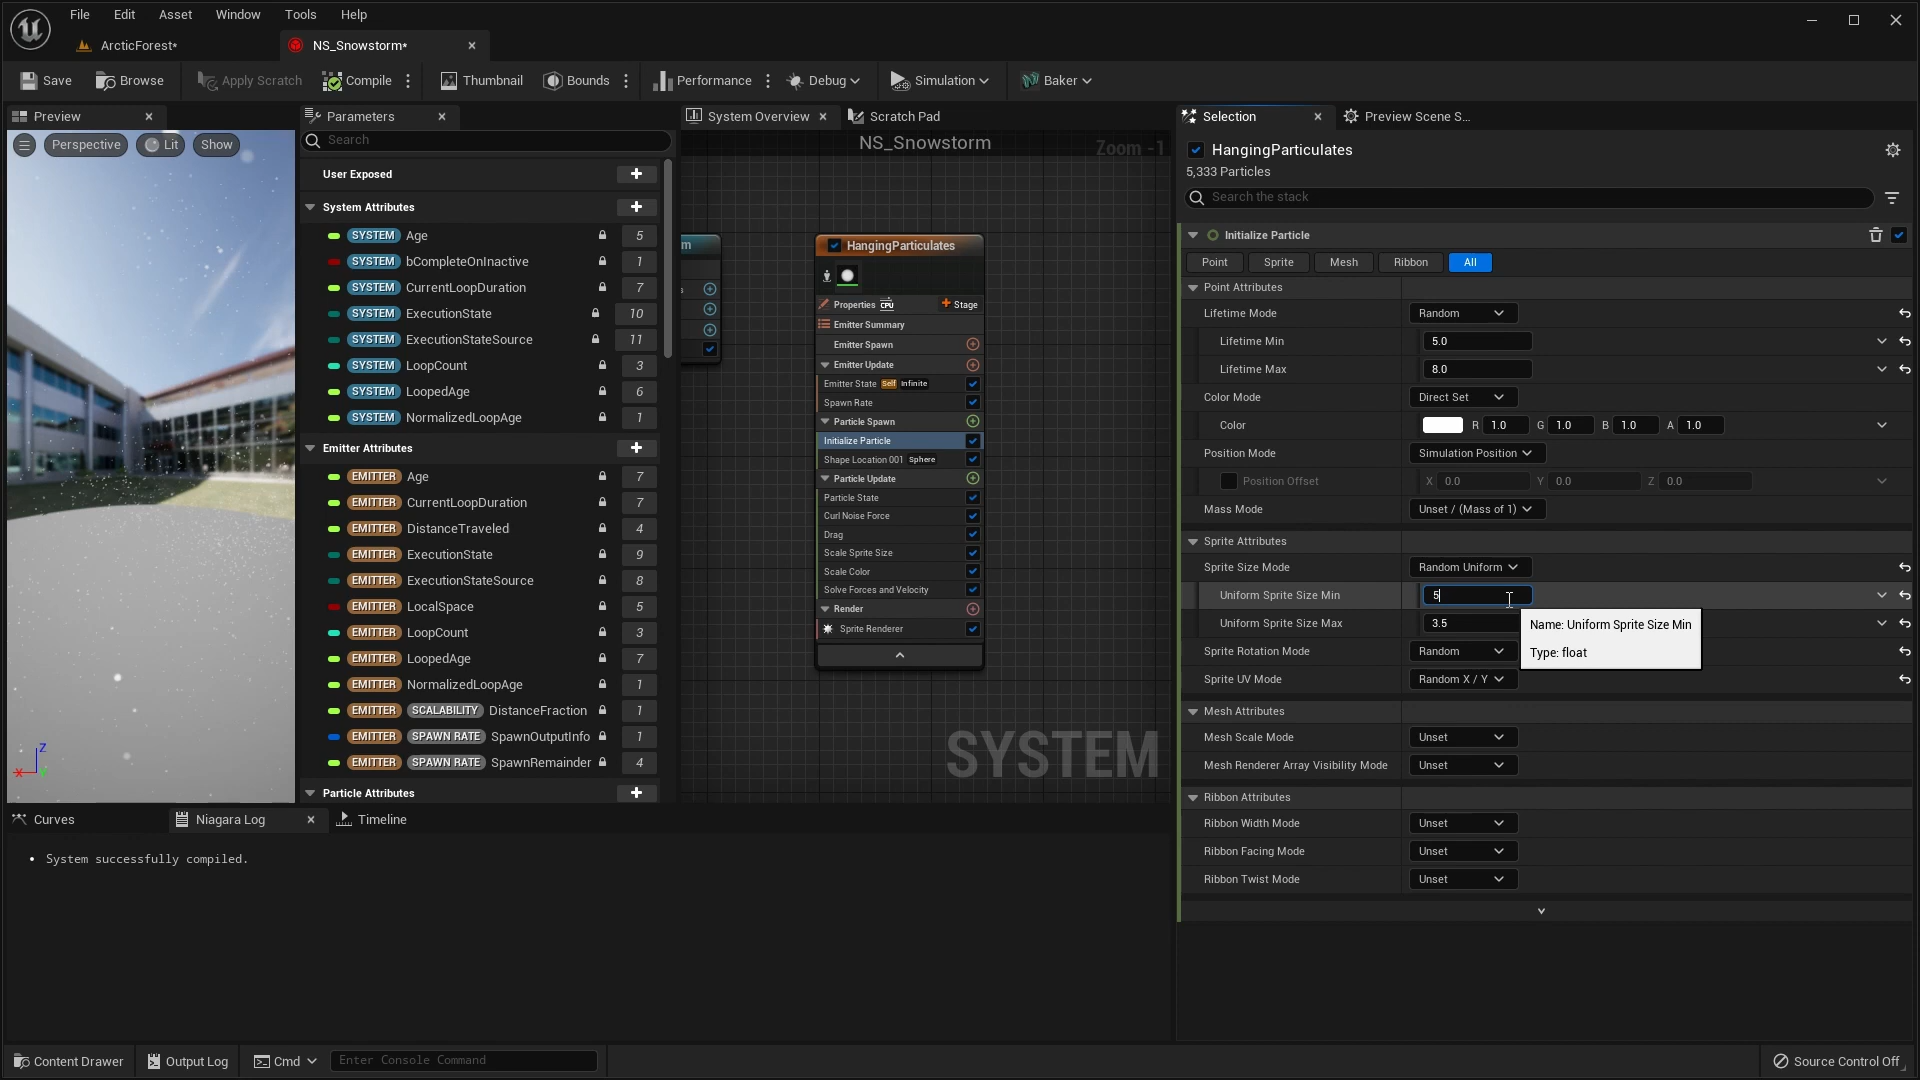 File Edit Asset Window Tools Help
ArcticForest*
NS_Snowstorm*
Save Browse Apply Scratch Compile Thumbnail Bounds Performance Debug Simulation Baker
Preview
Perspective Lit Show
Z
X
Parameters
Search
User Exposed
System Attributes
SYSTEM Age 5
SYSTEM bCompleteOnInactive 1
SYSTEM CurrentLoopDuration 7
SYSTEM ExecutionState 10
SYSTEM ExecutionStateSource 11
SYSTEM LoopCount 3
SYSTEM LoopedAge 6
SYSTEM NormalizedLoopAge 1
Emitter Attributes
EMITTER Age 7
EMITTER CurrentLoopDuration 7
EMITTER DistanceTraveled 4
EMITTER ExecutionState 9
EMITTER ExecutionStateSource 8
EMITTER LocalSpace 5
EMITTER LoopCount 3
EMITTER LoopedAge 7
EMITTER NormalizedLoopAge 1
EMITTER SCALABILITY DistanceFraction 1
EMITTER SPAWN RATE SpawnOutputInfo 1
EMITTER SPAWN RATE SpawnRemainder 4
Particle Attributes
System Overview Scratch Pad
NS_Snowstorm
Zoom -1
m
s
HangingParticulates
Properties CPU Stage
Emitter Summary
Emitter Spawn
Emitter Update
Emitter State Self Infinite
Spawn Rate
Particle Spawn
Initialize Particle
Shape Location 001 Sphere
Particle Update
Particle State
Curl Noise Force
Drag
Scale Sprite Size
Scale Color
Solve Forces and Velocity
Render
Sprite Renderer
SYSTEM
Selection Preview Scene S...
HangingParticulates
5,333 Particles
Search the stack
Initialize Particle
Point Sprite Mesh Ribbon All
Point Attributes
Lifetime Mode Random
Lifetime Min 5.0
Lifetime Max 8.0
Color Mode Direct Set
Color R 1.0 G 1.0 B 1.0 A 1.0
Position Mode Simulation Position
Position Offset X 0.0 Y 0.0 Z 0.0
Mass Mode Unset / (Mass of 1)
Sprite Attributes
Sprite Size Mode Random Uniform
Uniform Sprite Size Min 5
Uniform Sprite Size Max 3.5
Name: Uniform Sprite Size Min
Type: float
Sprite Rotation Mode Random
Sprite UV Mode Random X / Y
Mesh Attributes
Mesh Scale Mode Unset
Mesh Renderer Array Visibility Mode Unset
Ribbon Attributes
Ribbon Width Mode Unset
Ribbon Facing Mode Unset
Ribbon Twist Mode Unset
Curves Niagara Log Timeline
• System successfully compiled.
Content Drawer Output Log Cmd Enter Console Command Source Control Off